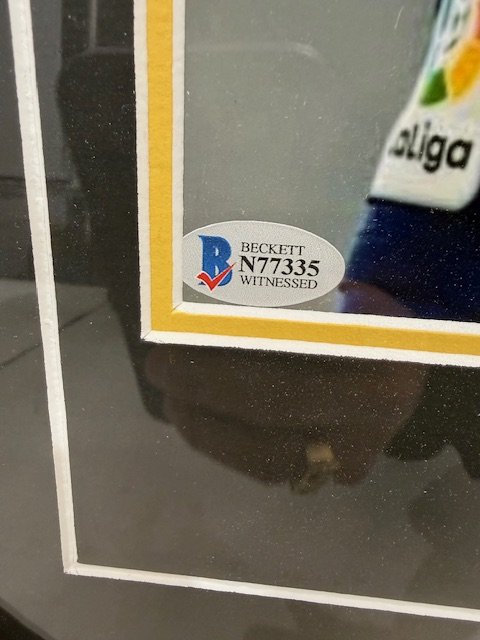 LaLiga
B
BECKETT
N77335
WITNESSED